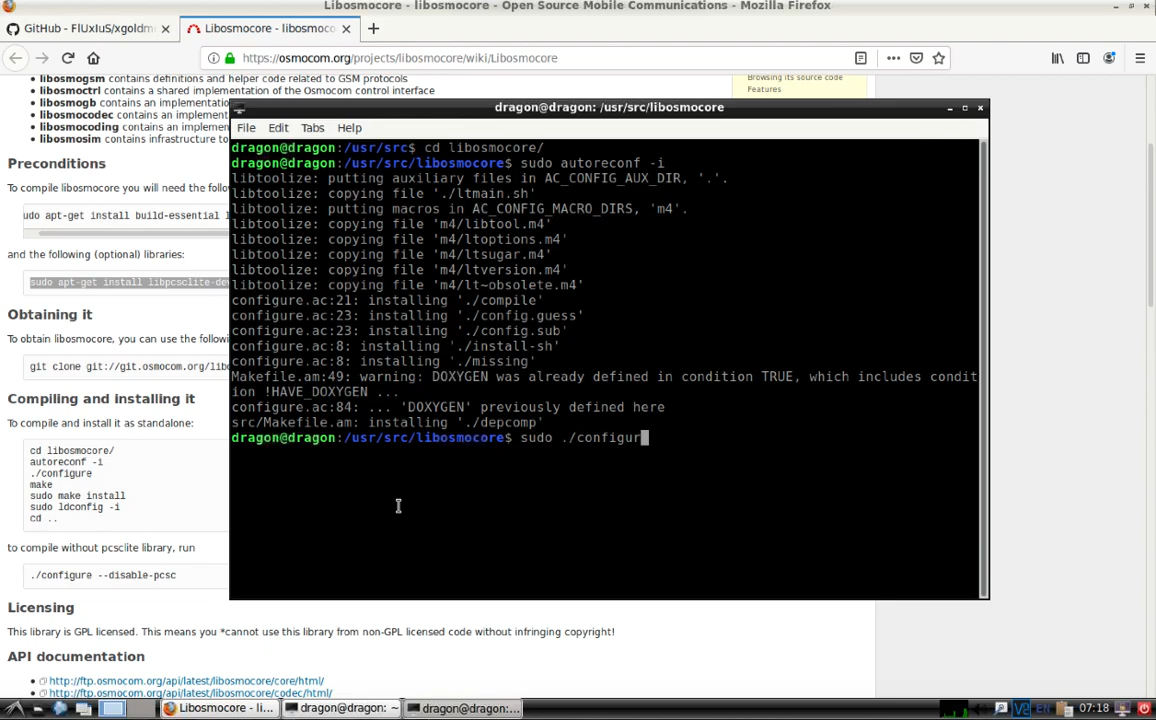 Libosmocore - libosmocore - Open Source Mobile Communications - Mozilla Firefox
GitHub - FlUxIuS/xgoldm
Libosmocore - libosmoco
https://osmocom.org/projects/libosmocore/wiki/Libosmocore
libosmogsm contains definitions and helper code related to GSM protocols
libosmoctrl contains a shared implementation of the Osmocom control interface
libosmogb contains an implementation
libosmocodec contains an implem
libosmocoding contains an implemen
libosmosim contains infrastructure to
Browsing its source code
Features
Preconditions
To compile libosmocore you will need the follo
udo apt-get install build-essential l
and the following (optional) libraries:
sudo apt-get install libpcsclite-dev
Obtaining it
To obtain libosmocore, you can use the followi
git clone git://git.osmocom.org/libo
Compiling and installing it
To compile and install it as standalone:
cd libosmocore/
autoreconf -i
./configure
make
sudo make install
sudo ldconfig -i
cd ..
to compile without pcsclite library, run
./configure --disable-pcsc
Licensing
This library is GPL licensed. This means you *cannot use this library from non-GPL licensed code without infringing copyright!
API documentation
http://ftp.osmocom.org/api/latest/libosmocore/core/html/
http://ftp.osmocom.org/api/latest/libosmocore/codec/html/
dragon@dragon: /usr/src/libosmocore
File Edit Tabs Help
dragon@dragon:/usr/src$ cd libosmocore/
dragon@dragon:/usr/src/libosmocore$ sudo autoreconf -i
libtoolize: putting auxiliary files in AC_CONFIG_AUX_DIR, '.'.
libtoolize: copying file './ltmain.sh'
libtoolize: putting macros in AC_CONFIG_MACRO_DIRS, 'm4'.
libtoolize: copying file 'm4/libtool.m4'
libtoolize: copying file 'm4/ltoptions.m4'
libtoolize: copying file 'm4/ltsugar.m4'
libtoolize: copying file 'm4/ltversion.m4'
libtoolize: copying file 'm4/lt~obsolete.m4'
configure.ac:21: installing './compile'
configure.ac:23: installing './config.guess'
configure.ac:23: installing './config.sub'
configure.ac:8: installing './install-sh'
configure.ac:8: installing './missing'
Makefile.am:49: warning: DOXYGEN was already defined in condition TRUE, which includes condit
ion !HAVE_DOXYGEN ...
configure.ac:84: ... 'DOXYGEN' previously defined here
src/Makefile.am: installing './depcomp'
dragon@dragon:/usr/src/libosmocore$ sudo ./configur
Libosmocore - li...
dragon@dragon: ~
dragon@dragon:...
EN
07:18